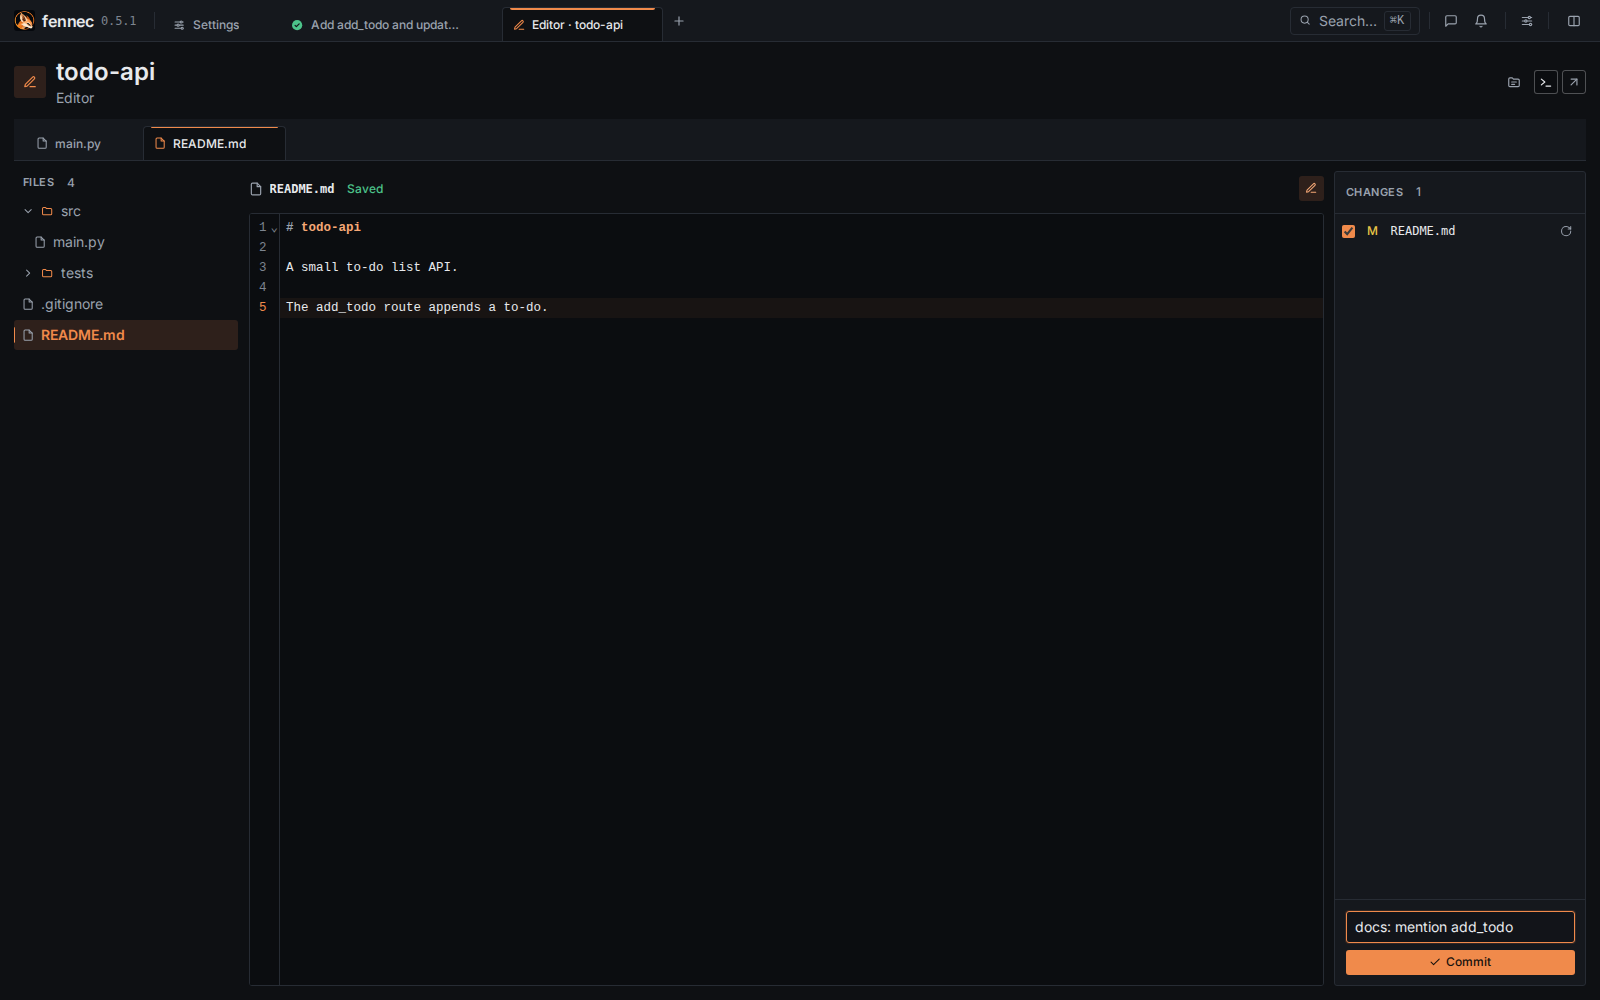 fennec 0.5.1
Settings
Add add_todo and updat...
Editor · todo-api
Search... ⌘K
todo-api
Editor
main.py
README.md
FILES 4
src
main.py
tests
.gitignore
README.md
README.md Saved
1 # todo-api
2
3 A small to-do list API.
4
5 The add_todo route appends a to-do.
CHANGES 1
M README.md
docs: mention add_todo
Commit